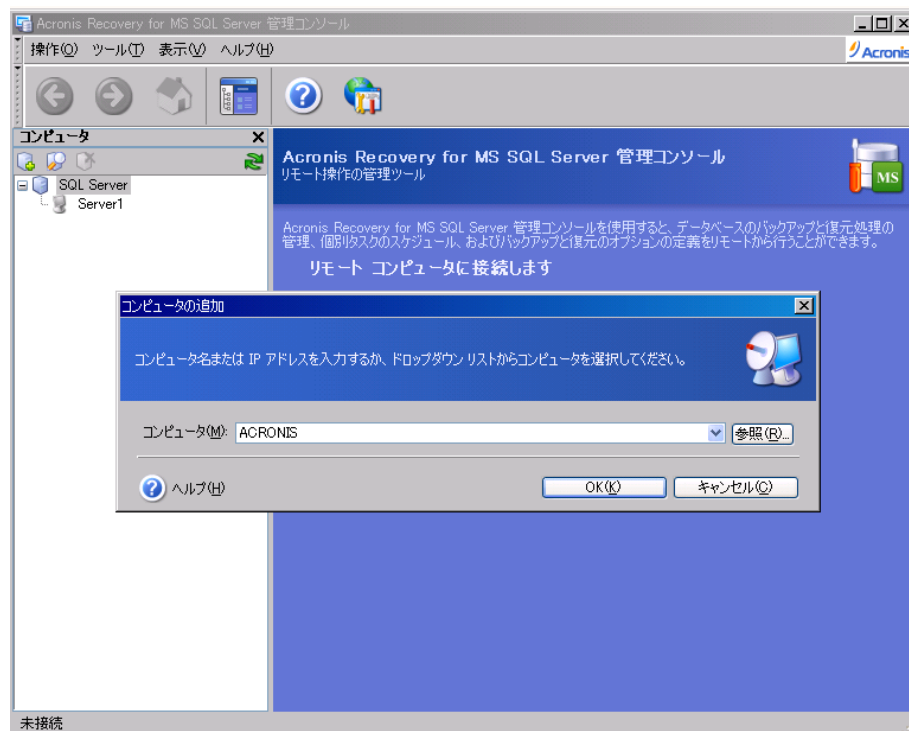 Acronis Recovery for MS SQL Server 管理コンソール
操作(O) ツール(T) 表示(V) ヘルプ(H)
Acronis
コンピュータ
SQL Server
Server1
Acronis Recovery for MS SQL Server 管理コンソール
リモート操作の管理ツール
MS
Acronis Recovery for MS SQL Server 管理コンソールを使用すると、データベースのバックアップと復元処理の
管理、個別タスクのスケジュール、およびバックアップと復元のオプションの定義をリモートから行うことができます。
リモート コンピュータに接続します
コンピュータの追加
コンピュータ名または IP アドレスを入力するか、ドロップダウン リストからコンピュータを選択してください。
コンピュータ(M): ACRONIS 参照(R)...
ヘルプ(H) OK(K) キャンセル(C)
未接続